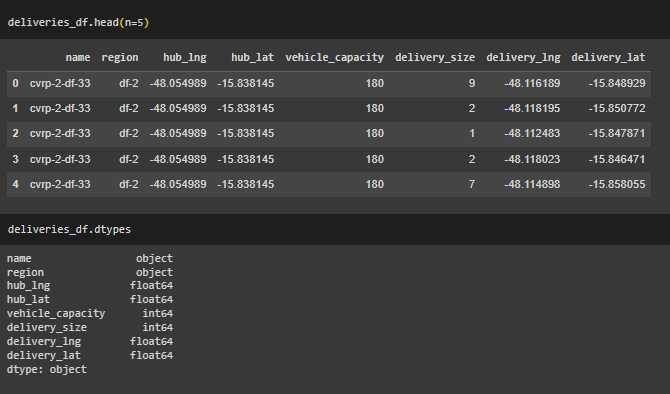 deliveries_df.head(n=5)
name region hub_lng hub_lat vehicle_capacity delivery_size delivery_lng delivery_lat
0 cvrp-2-df-33 df-2 -48.054989 -15.838145 180 9 -48.116189 -15.848929
1 cvrp-2-df-33 df-2 -48.054989 -15.838145 180 2 -48.118195 -15.850772
2 cvrp-2-df-33 df-2 -48.054989 -15.838145 180 1 -48.112483 -15.847871
3 cvrp-2-df-33 df-2 -48.054989 -15.838145 180 2 -48.118023 -15.846471
4 cvrp-2-df-33 df-2 -48.054989 -15.838145 180 7 -48.114898 -15.858055
deliveries_df.dtypes
name object
region object
hub_lng float64
hub_lat float64
vehicle_capacity int64
delivery_size int64
delivery_lng float64
delivery_lat float64
dtype: object